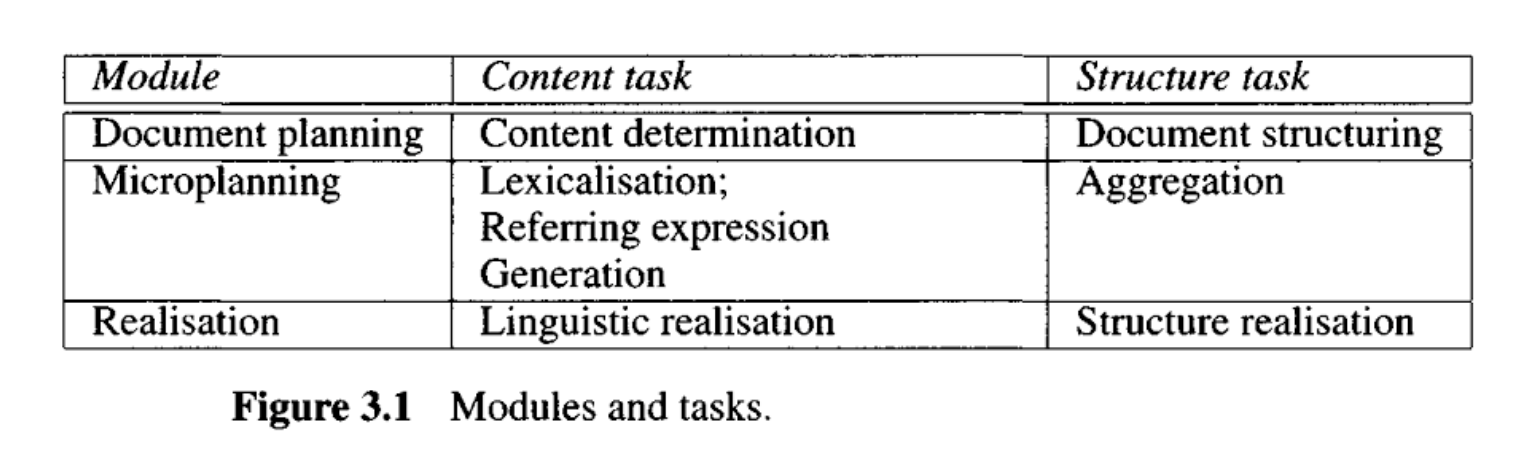 Module Content task Structure task
Document planning Content determination Document structuring
Microplanning Lexicalisation; Aggregation
Referring expression
Generation
Realisation Linguistic realisation Structure realisation
Figure 3.1 Modules and tasks.